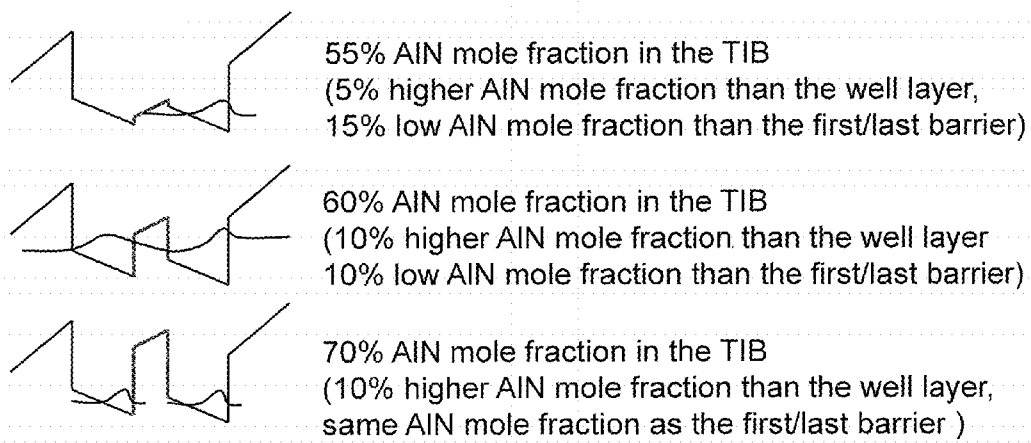 55% AlN mole fraction in the TIB
(5% higher AlN mole fraction than the well layer,
15% low AlN mole fraction than the first/last barrier)
60% AlN mole fraction in the TIB
(10% higher AlN mole fraction than the well layer
10% low AlN mole fraction than the first/last barrier)
70% AlN mole fraction in the TIB
(10% higher AlN mole fraction than the well layer,
same AlN mole fraction as the first/last barrier )